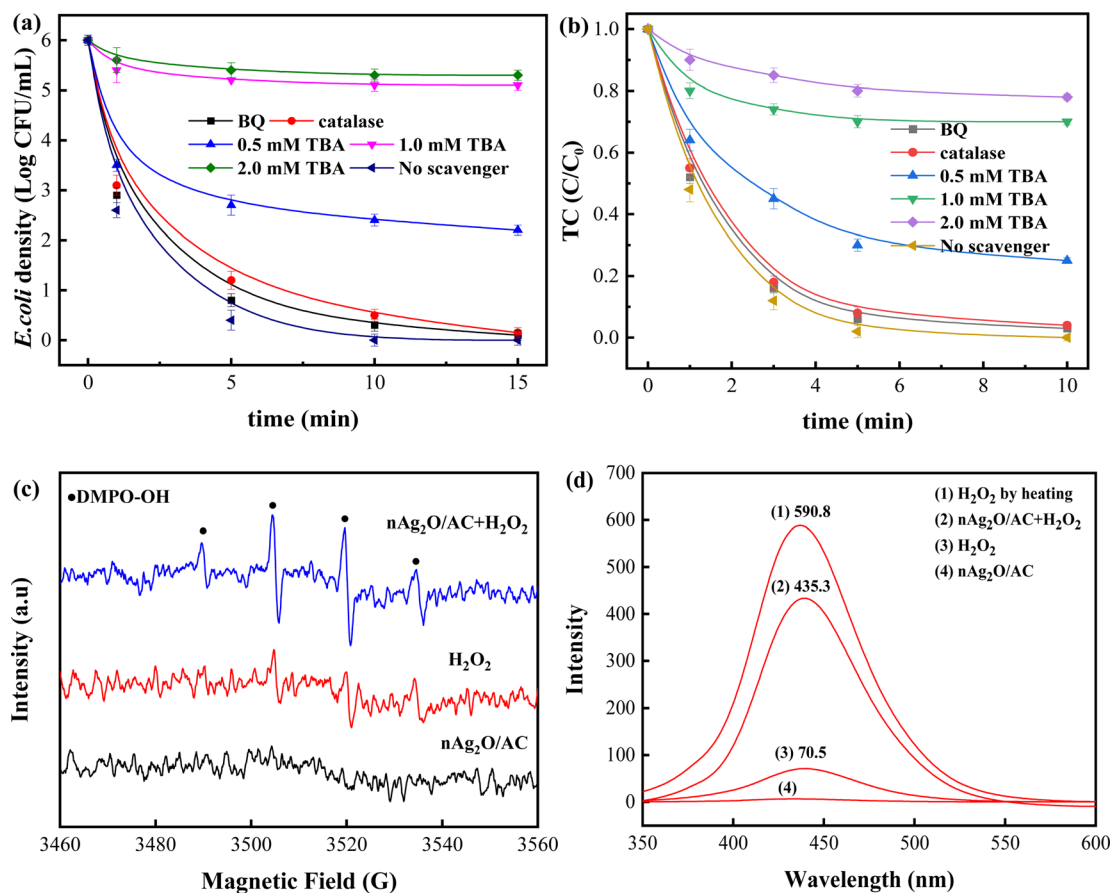 (a)
E.coli density (Log CFU/mL)
6
5
4
3
2
1
0
BQ catalase
0.5 mM TBA 1.0 mM TBA
2.0 mM TBA No scavenger
0 5 10 15
time (min)
(b)
TC (C/C₀)
1.0
0.8
0.6
0.4
0.2
0.0
BQ
catalase
0.5 mM TBA
1.0 mM TBA
2.0 mM TBA
No scavenger
0 2 4 6 8 10
time (min)
(c)
●DMPO-OH
Intensity (a.u)
nAg₂O/AC+H₂O₂
H₂O₂
nAg₂O/AC
3460 3480 3500 3520 3540 3560
Magnetic Field (G)
(d)
Intensity
700
600
500
400
300
200
100
0
(1) H₂O₂ by heating
(2) nAg₂O/AC+H₂O₂
(3) H₂O₂
(4) nAg₂O/AC
(1) 590.8
(2) 435.3
(3) 70.5
(4)
350 400 450 500 550 600
Wavelength (nm)